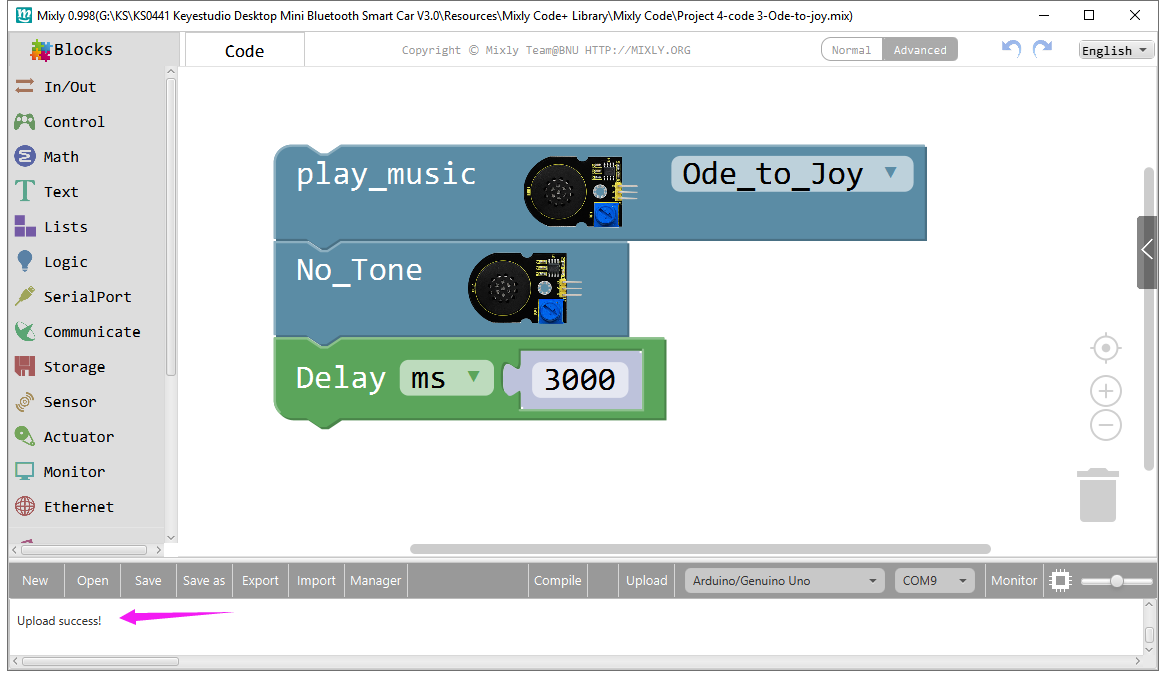 Mixly 0.998(G:\KS\KS0441 Keyestudio Desktop Mini Bluetooth Smart Car V3.0\Resources\Mixly Code+ Library\Mixly Code\Project 4-code 3-Ode-to-joy.mix)
Blocks
Code
Copyright © Mixly Team@BNU HTTP://MIXLY.ORG
Normal
Advanced
English
In/Out
Control
Math
Text
Lists
Logic
SerialPort
Communicate
Storage
Sensor
Actuator
Monitor
Ethernet
play_music
Ode_to_Joy
No_Tone
Delay ms 3000
New Open Save Save as Export Import Manager Compile Upload Arduino/Genuino Uno COM9 Monitor
Upload success!